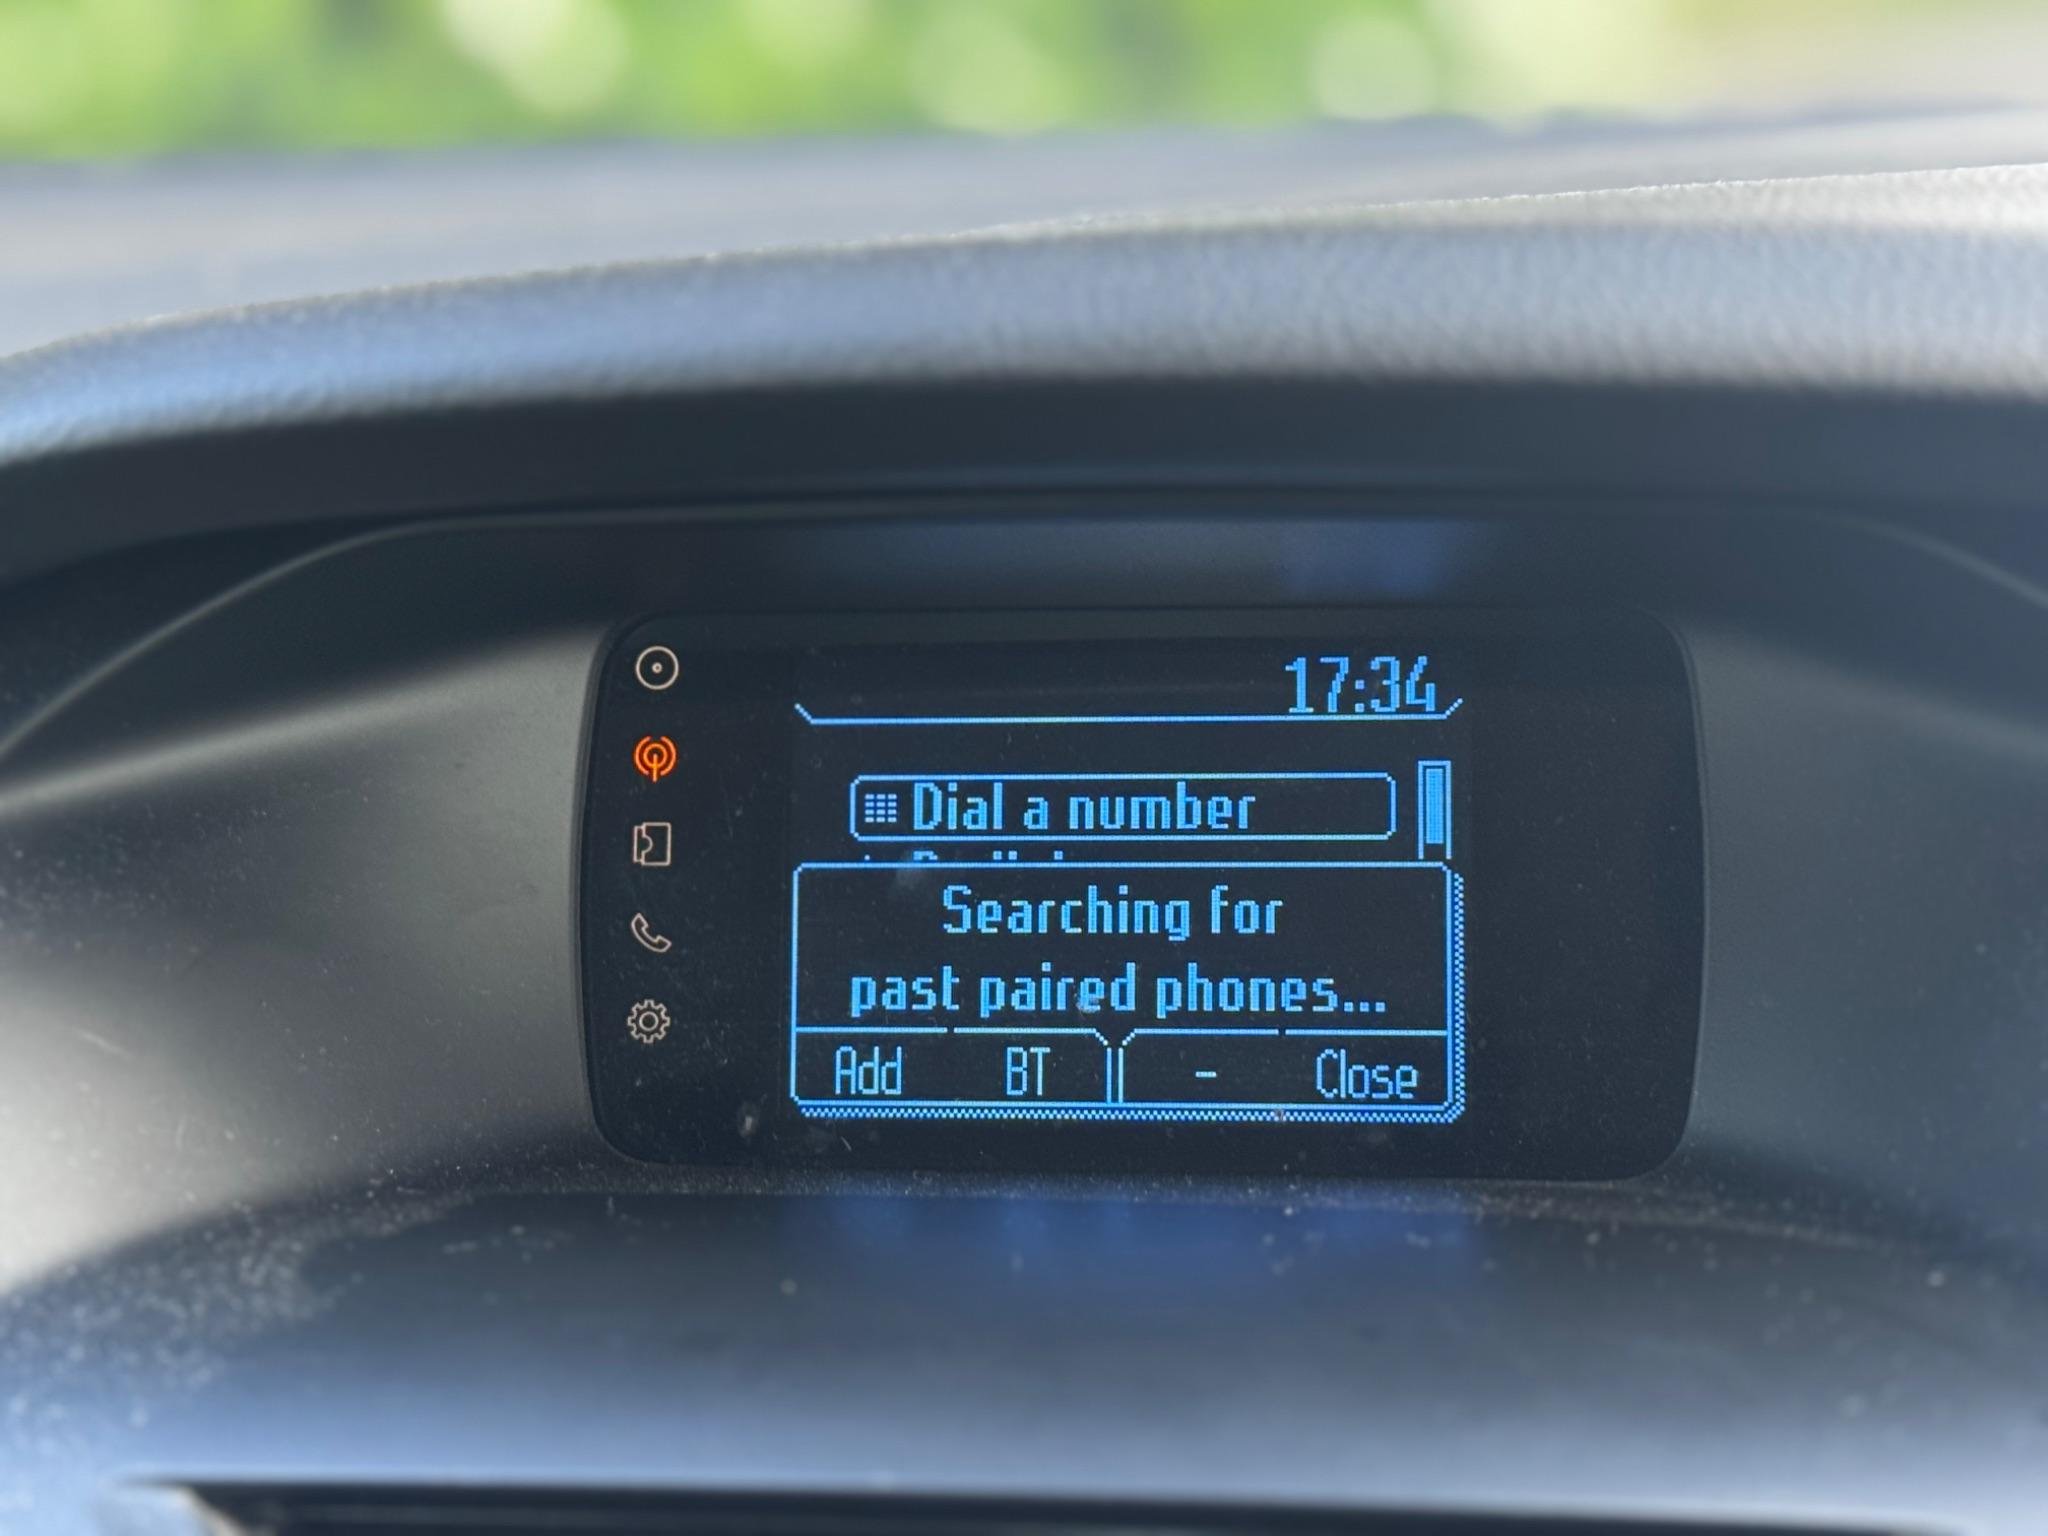 17:34
Dial a number
Searching for
past paired phones...
Add BT - Close